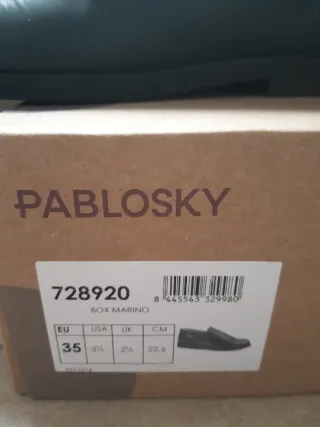 PABLOSKY
728920
BOX MARINO
8 445543 329980
EU USA UK CM
35 3½ 2½ 22.6